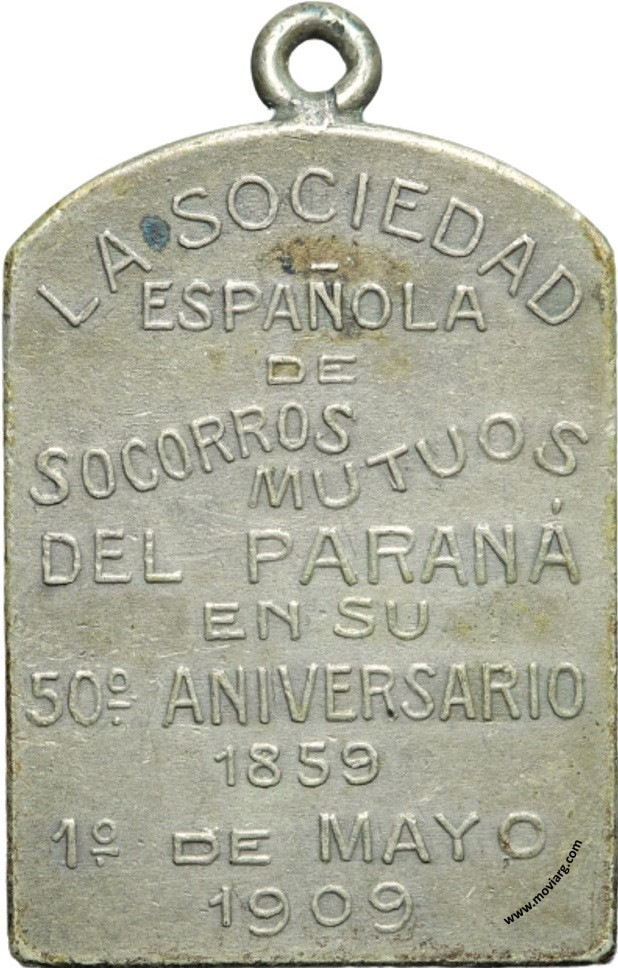 LA SOCIEDAD
ESPAÑOLA
DE
SOCORROS
MUTUOS
DEL PARANÁ
EN SU
50º ANIVERSARIO
1859
1º DE MAYO
1909
www.moviarg.com